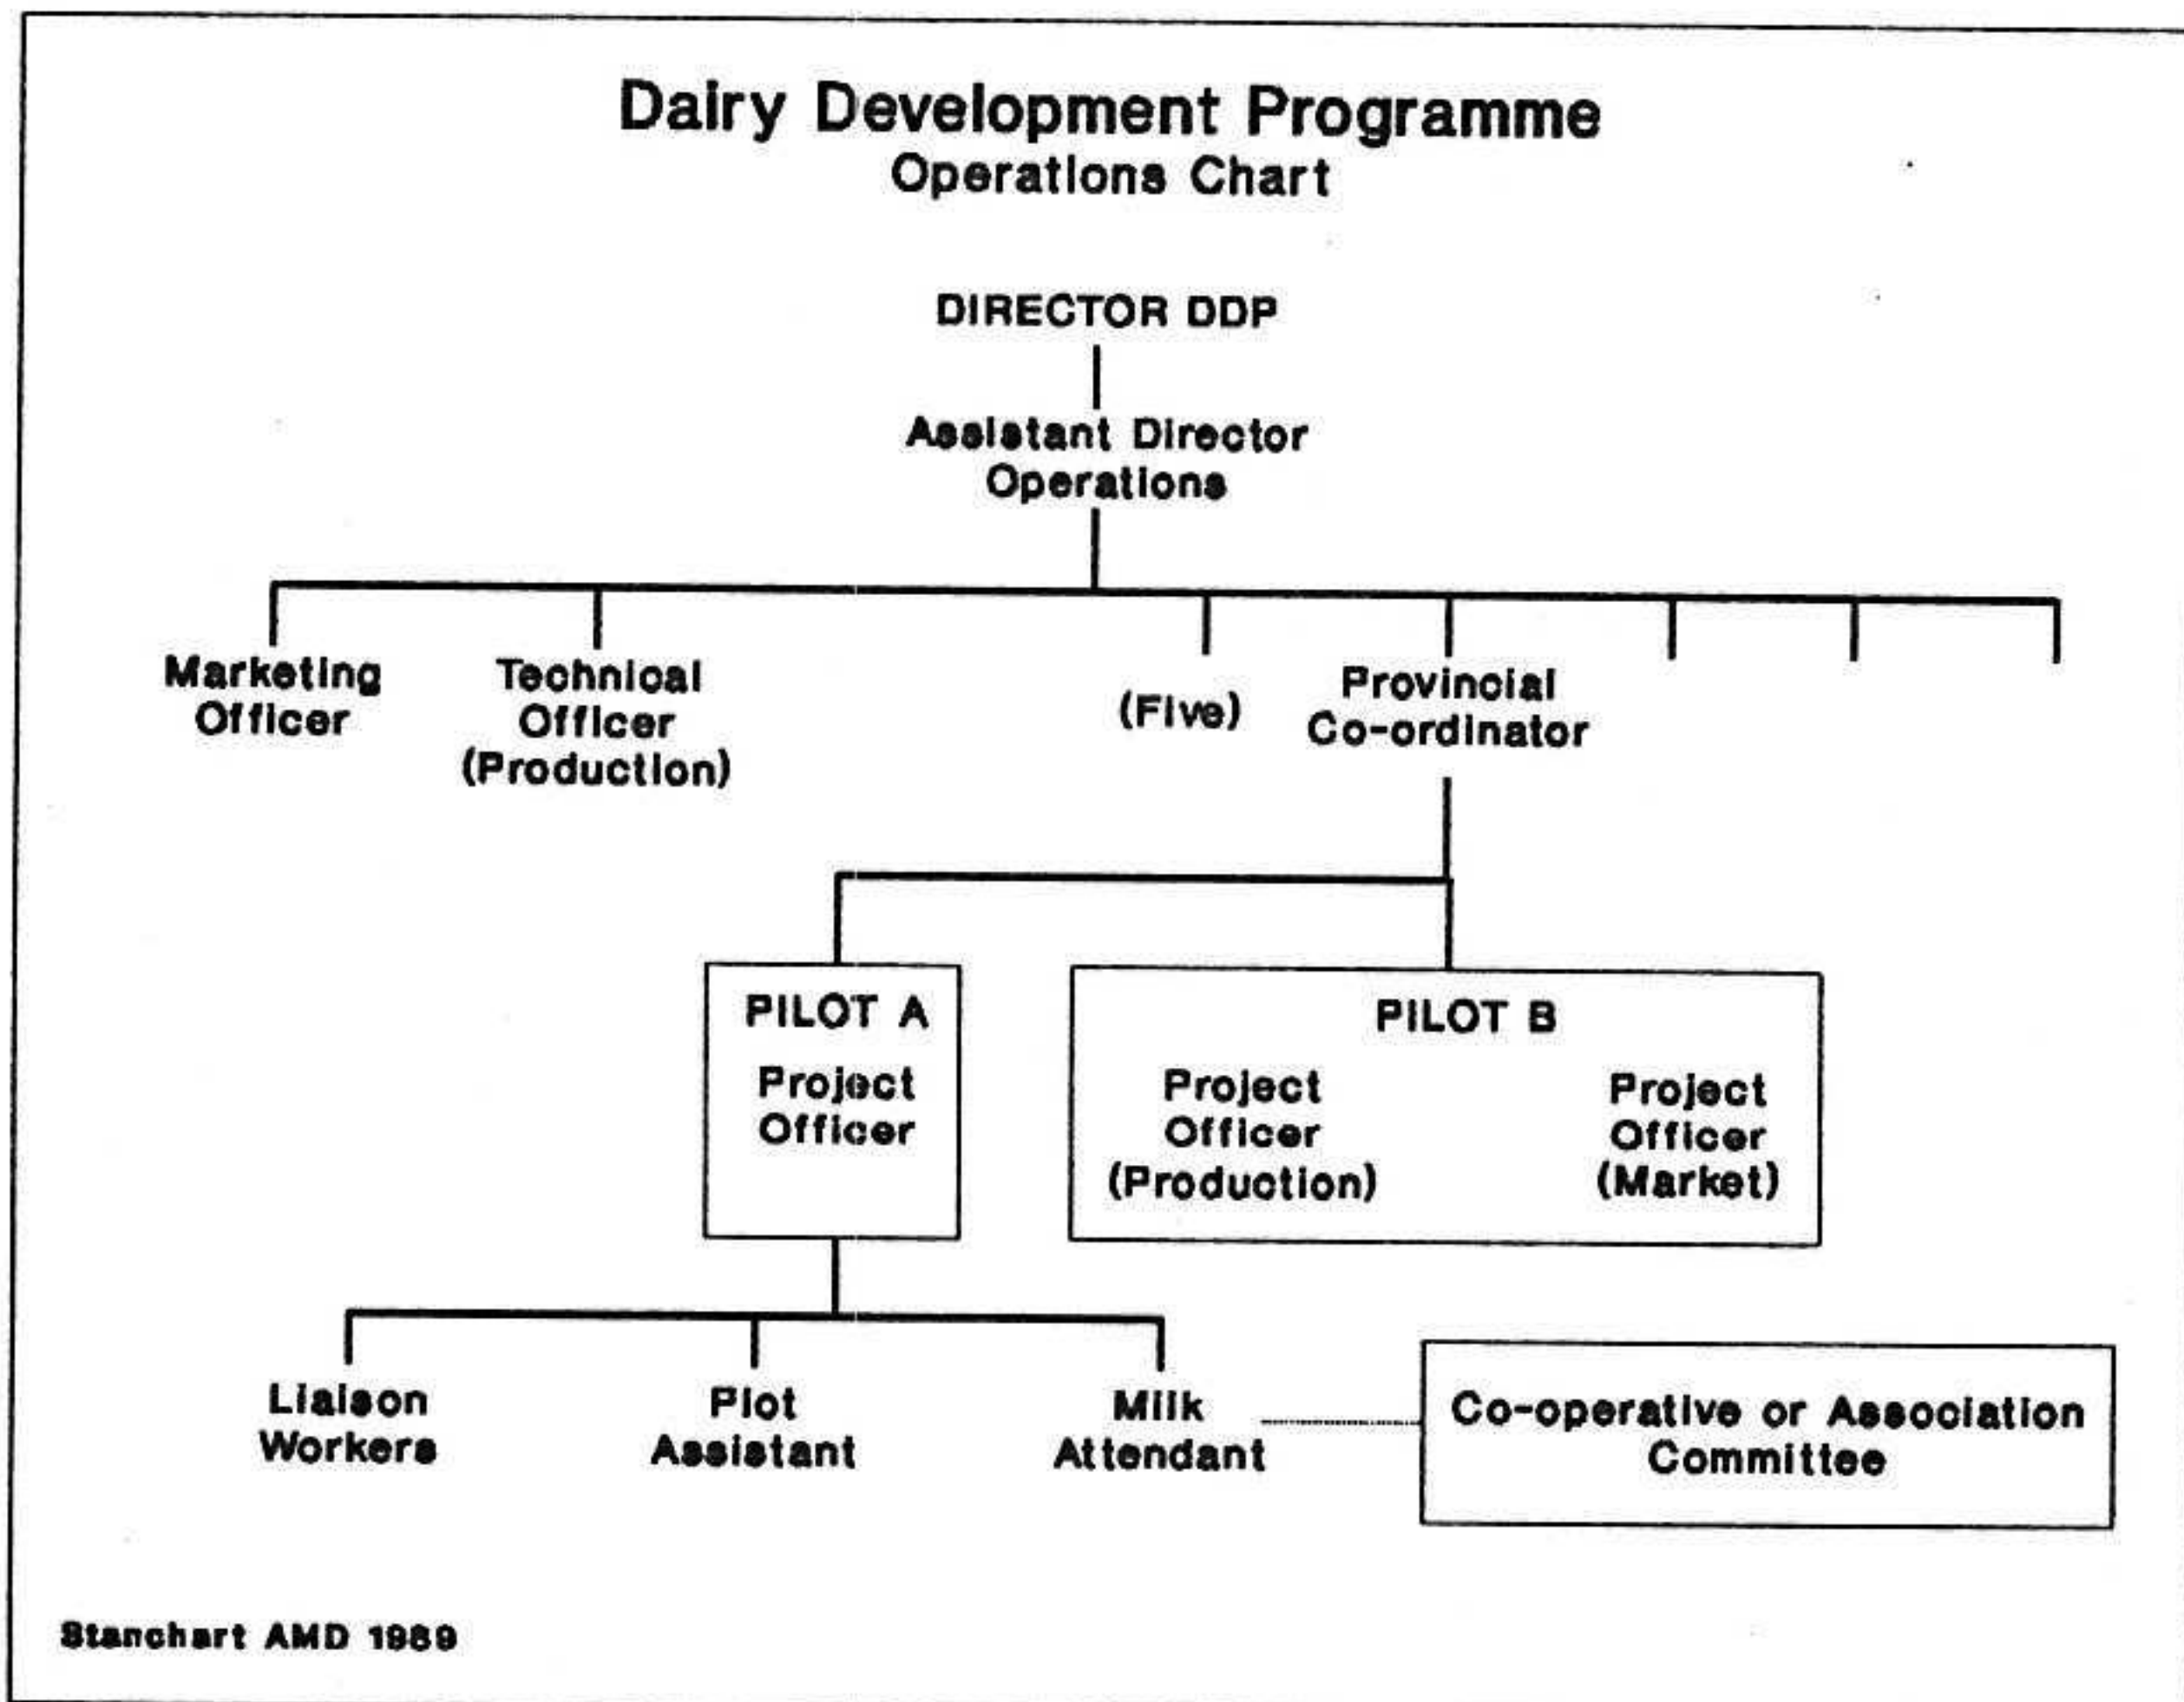 Dairy Development Programme
Operations Chart
DIRECTOR DDP
Assistant Director
Operations
Marketing
Officer
Technical
Officer
(Production)
(Five)
Provincial
Co-ordinator
PILOT A
Project
Officer
PILOT B
Project
Officer
(Production)
Project
Officer
(Market)
Liaison
Workers
Plot
Assistant
Milk
Attendant
Co-operative or Association
Committee
Stanchart AMD 1989